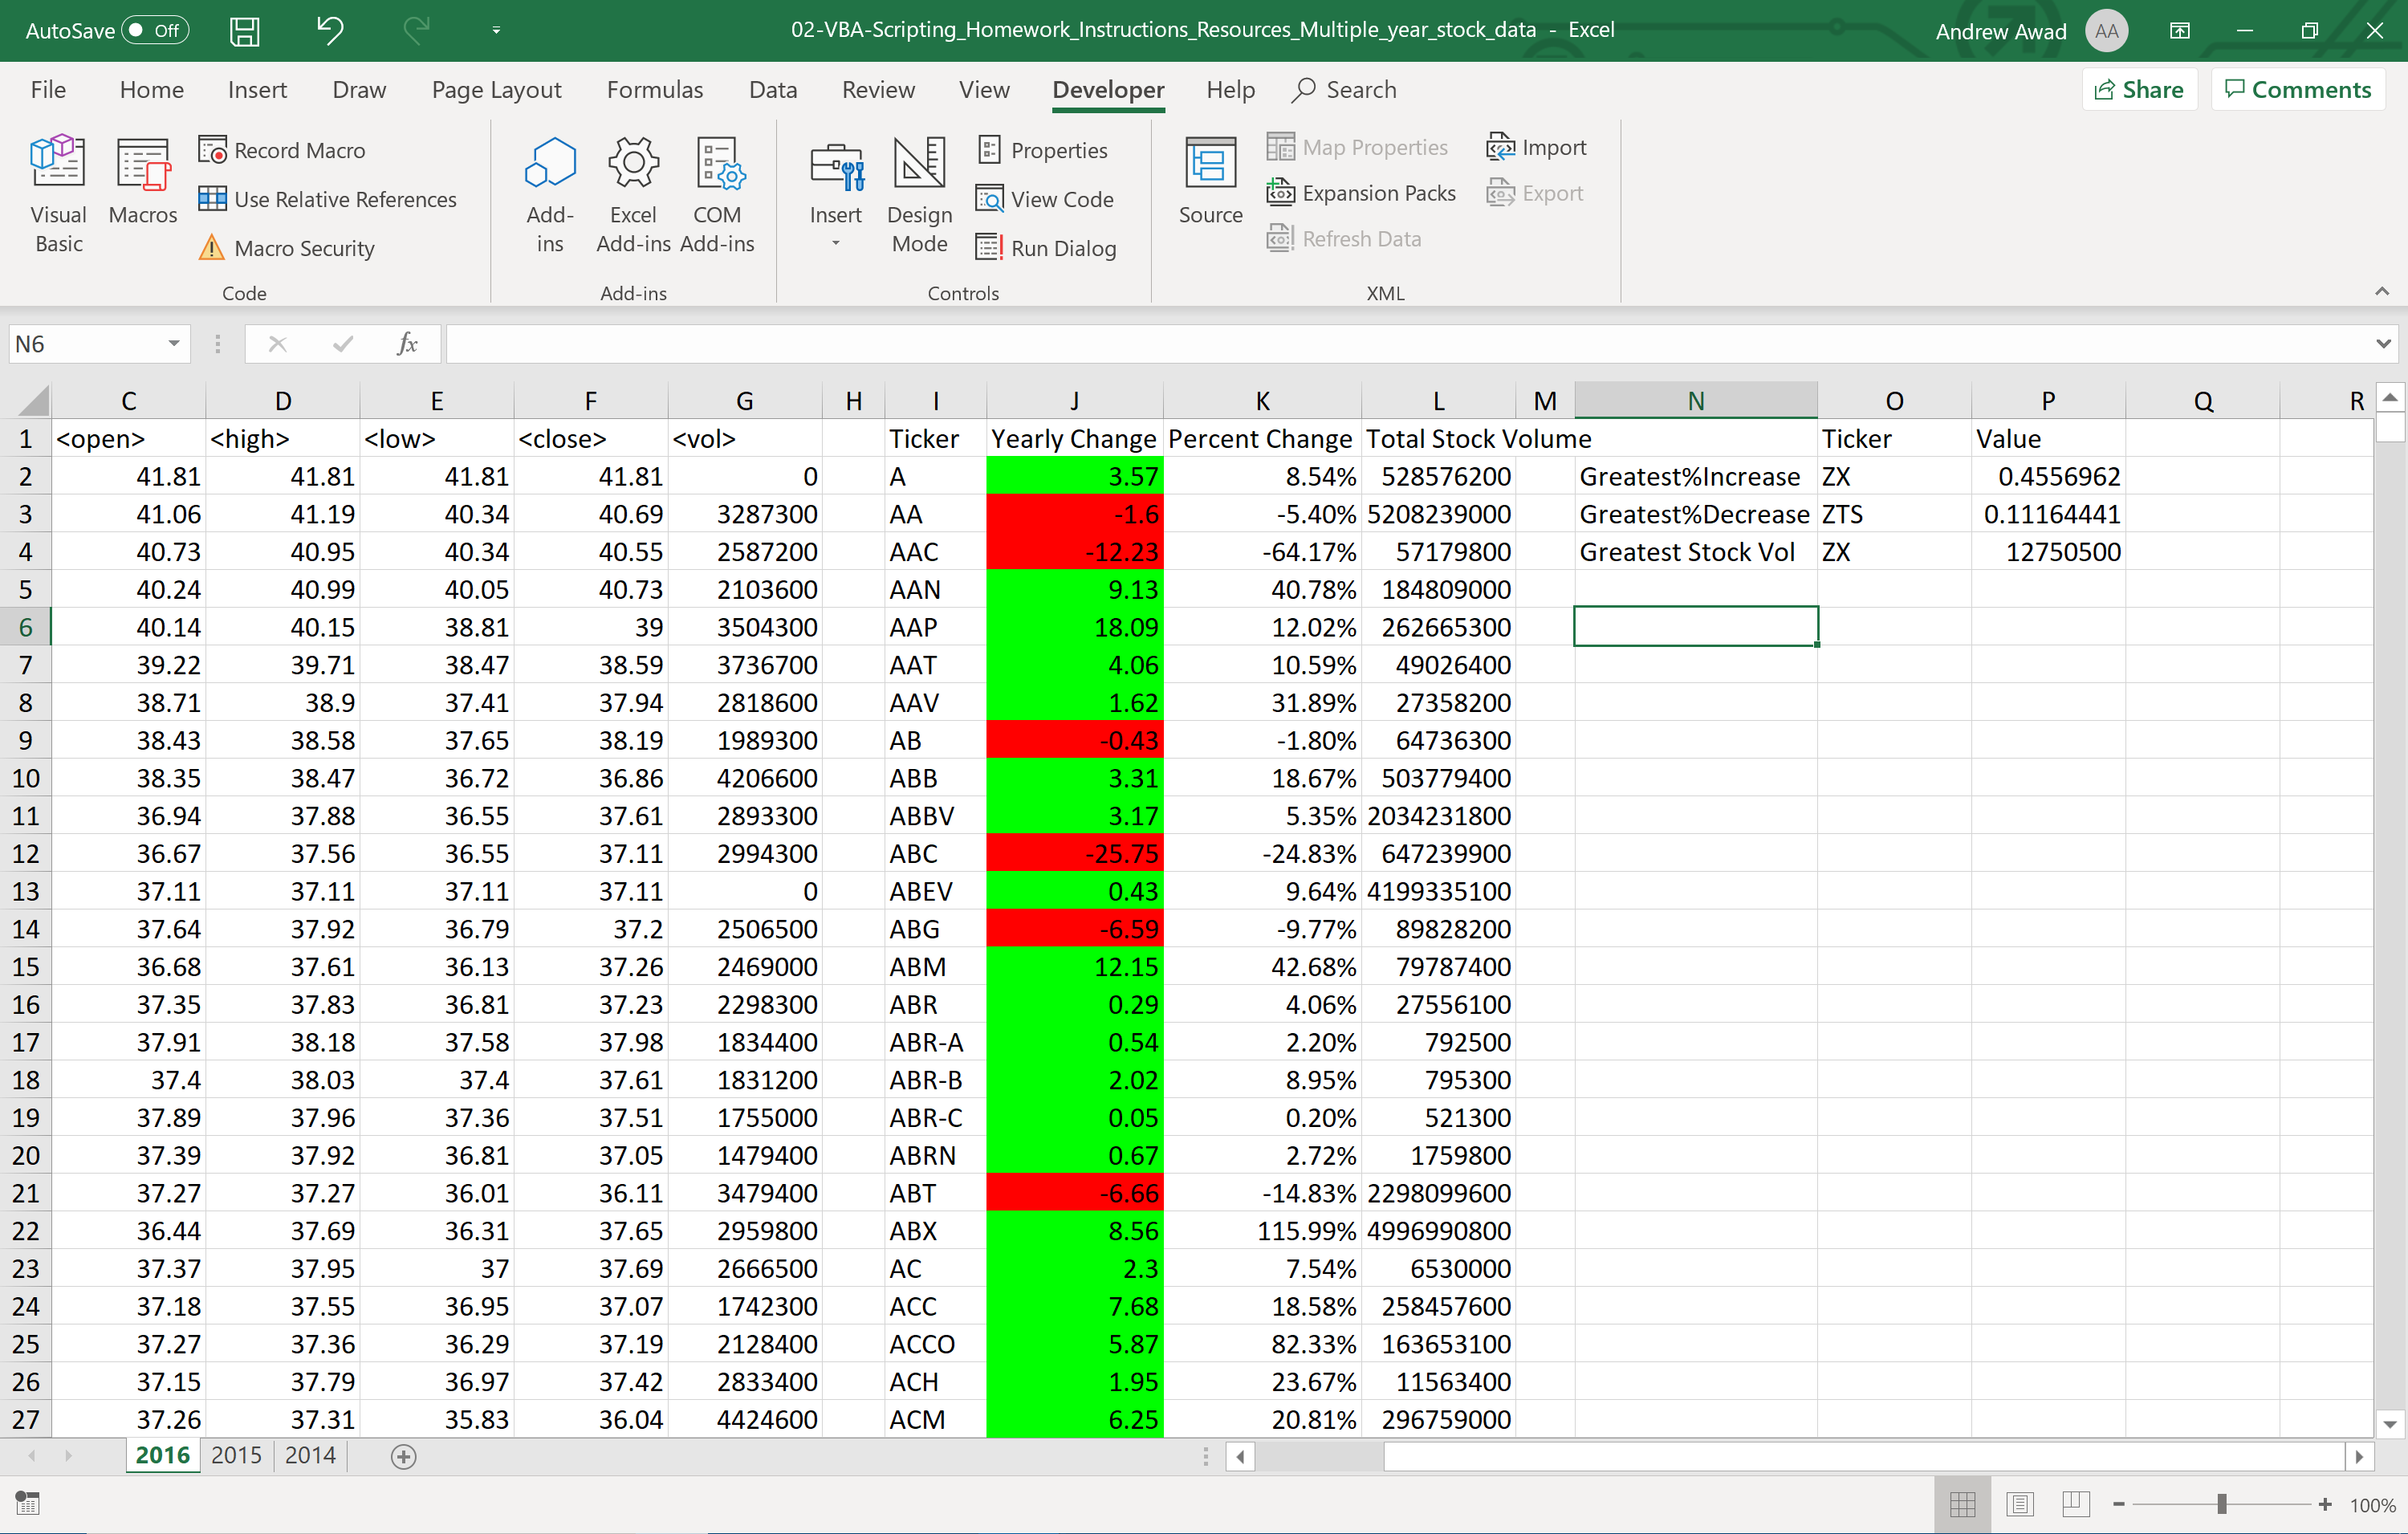 AutoSave Off 02-VBA-Scripting_Homework_Instructions_Resources_Multiple_year_stock_data - Excel Andrew Awad AA
File Home Insert Draw Page Layout Formulas Data Review View Developer Help Search Share Comments
Visual Basic Macros Record Macro Use Relative References Macro Security
Add-ins Excel Add-ins COM Add-ins
Insert Design Mode Properties View Code Run Dialog
Source Map Properties Expansion Packs Refresh Data Import Export
Code Add-ins Controls XML
N6 fx
C D E F G H I J K L M N O P Q R
1 <open> <high> <low> <close> <vol> Ticker Yearly Change Percent Change Total Stock Volume Ticker Value
2 41.81 41.81 41.81 41.81 0 A 3.57 8.54% 528576200 Greatest%Increase ZX 0.4556962
3 41.06 41.19 40.34 40.69 3287300 AA -1.6 -5.40% 5208239000 Greatest%Decrease ZTS 0.11164441
4 40.73 40.95 40.34 40.55 2587200 AAC -12.23 -64.17% 57179800 Greatest Stock Vol ZX 12750500
5 40.24 40.99 40.05 40.73 2103600 AAN 9.13 40.78% 184809000
6 40.14 40.15 38.81 39 3504300 AAP 18.09 12.02% 262665300
7 39.22 39.71 38.47 38.59 3736700 AAT 4.06 10.59% 49026400
8 38.71 38.9 37.41 37.94 2818600 AAV 1.62 31.89% 27358200
9 38.43 38.58 37.65 38.19 1989300 AB -0.43 -1.80% 64736300
10 38.35 38.47 36.72 36.86 4206600 ABB 3.31 18.67% 503779400
11 36.94 37.88 36.55 37.61 2893300 ABBV 3.17 5.35% 2034231800
12 36.67 37.56 36.55 37.11 2994300 ABC -25.75 -24.83% 647239900
13 37.11 37.11 37.11 37.11 0 ABEV 0.43 9.64% 4199335100
14 37.64 37.92 36.79 37.2 2506500 ABG -6.59 -9.77% 89828200
15 36.68 37.61 36.13 37.26 2469000 ABM 12.15 42.68% 79787400
16 37.35 37.83 36.81 37.23 2298300 ABR 0.29 4.06% 27556100
17 37.91 38.18 37.58 37.98 1834400 ABR-A 0.54 2.20% 792500
18 37.4 38.03 37.4 37.61 1831200 ABR-B 2.02 8.95% 795300
19 37.89 37.96 37.36 37.51 1755000 ABR-C 0.05 0.20% 521300
20 37.39 37.92 36.81 37.05 1479400 ABRN 0.67 2.72% 1759800
21 37.27 37.27 36.01 36.11 3479400 ABT -6.66 -14.83% 2298099600
22 36.44 37.69 36.31 37.65 2959800 ABX 8.56 115.99% 4996990800
23 37.37 37.95 37 37.69 2666500 AC 2.3 7.54% 6530000
24 37.18 37.55 36.95 37.07 1742300 ACC 7.68 18.58% 258457600
25 37.27 37.36 36.29 37.19 2128400 ACCO 5.87 82.33% 163653100
26 37.15 37.79 36.97 37.42 2833400 ACH 1.95 23.67% 11563400
27 37.26 37.31 35.83 36.04 4424600 ACM 6.25 20.81% 296759000
2016 2015 2014
100%